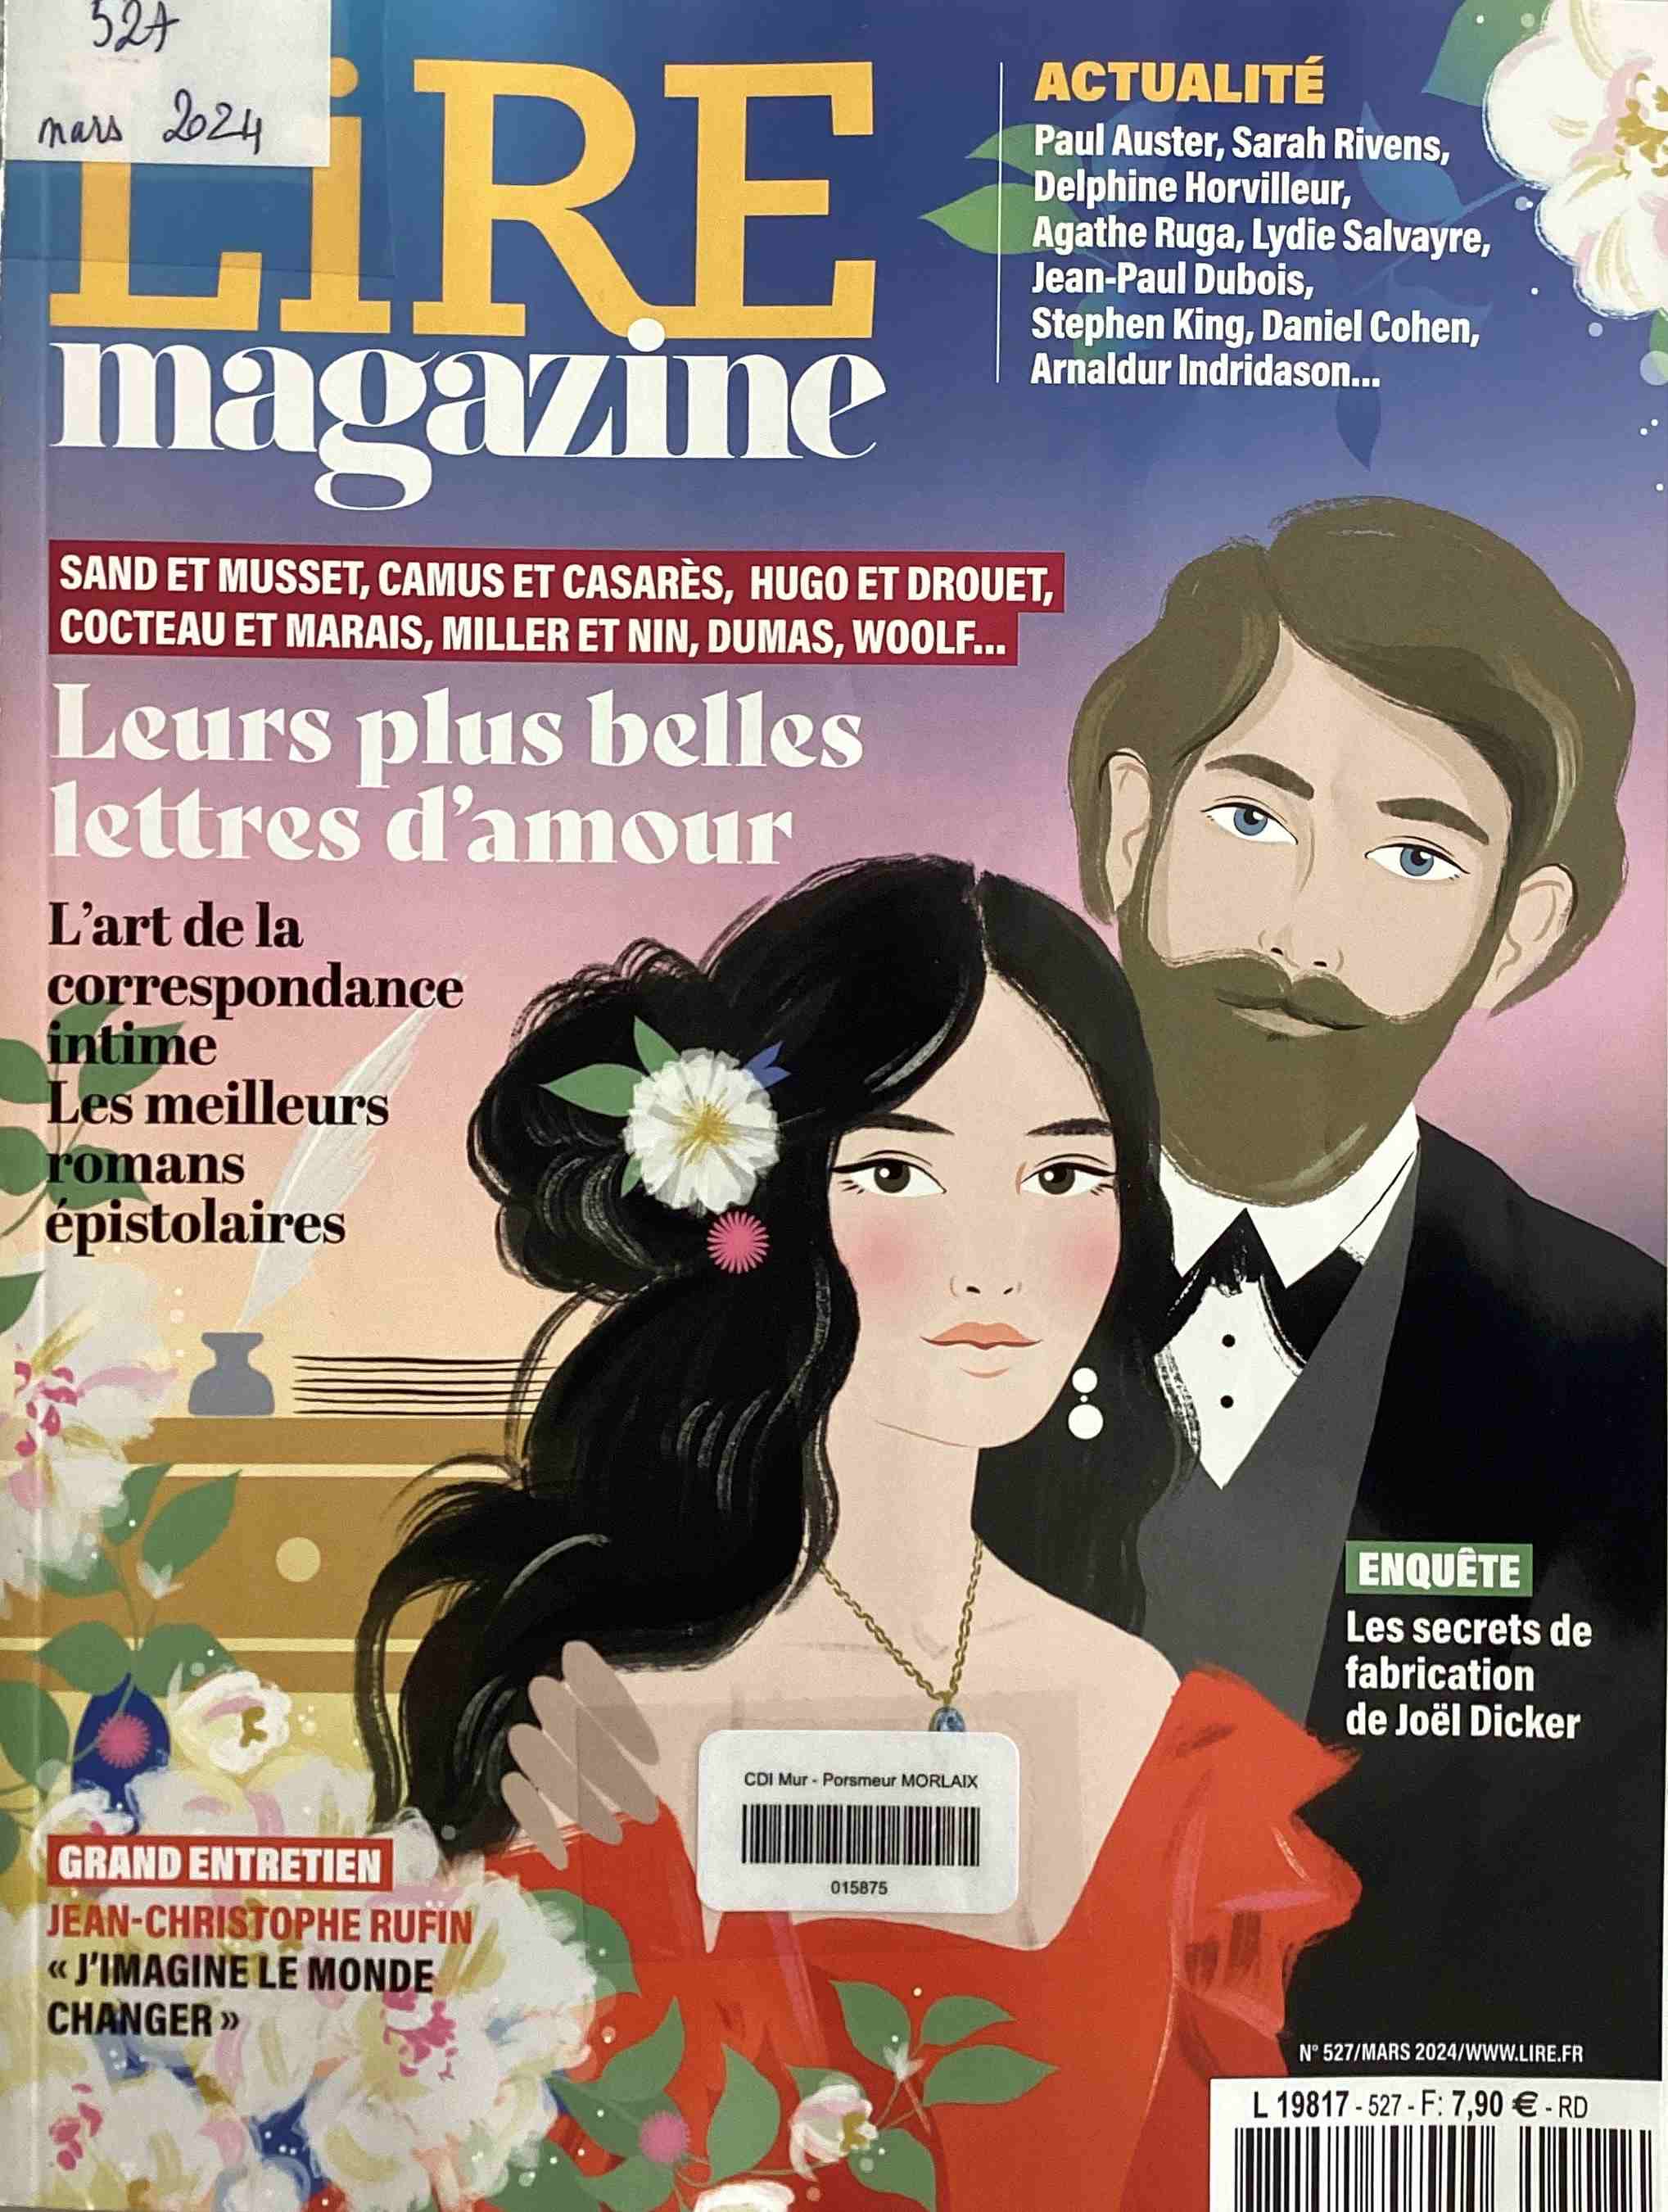 527
mars 2024
LiRE
magazine
ACTUALITÉ
Paul Auster, Sarah Rivens,
Delphine Horvilleur,
Agathe Ruga, Lydie Salvayre,
Jean-Paul Dubois,
Stephen King, Daniel Cohen,
Arnaldur Indridason...
SAND ET MUSSET, CAMUS ET CASARÈS, HUGO ET DROUET,
COCTEAU ET MARAIS, MILLER ET NIN, DUMAS, WOOLF...
Leurs plus belles
lettres d'amour
L'art de la
correspondance
intime
Les meilleurs
romans
épistolaires
ENQUÊTE
Les secrets de
fabrication
de Joël Dicker
CDI Mur - Porsmeur MORLAIX
015875
GRAND ENTRETIEN
JEAN-CHRISTOPHE RUFIN
« J'IMAGINE LE MONDE
CHANGER »
N° 527/MARS 2024/WWW.LIRE.FR
L 19817 - 527 - F: 7,90 € - RD